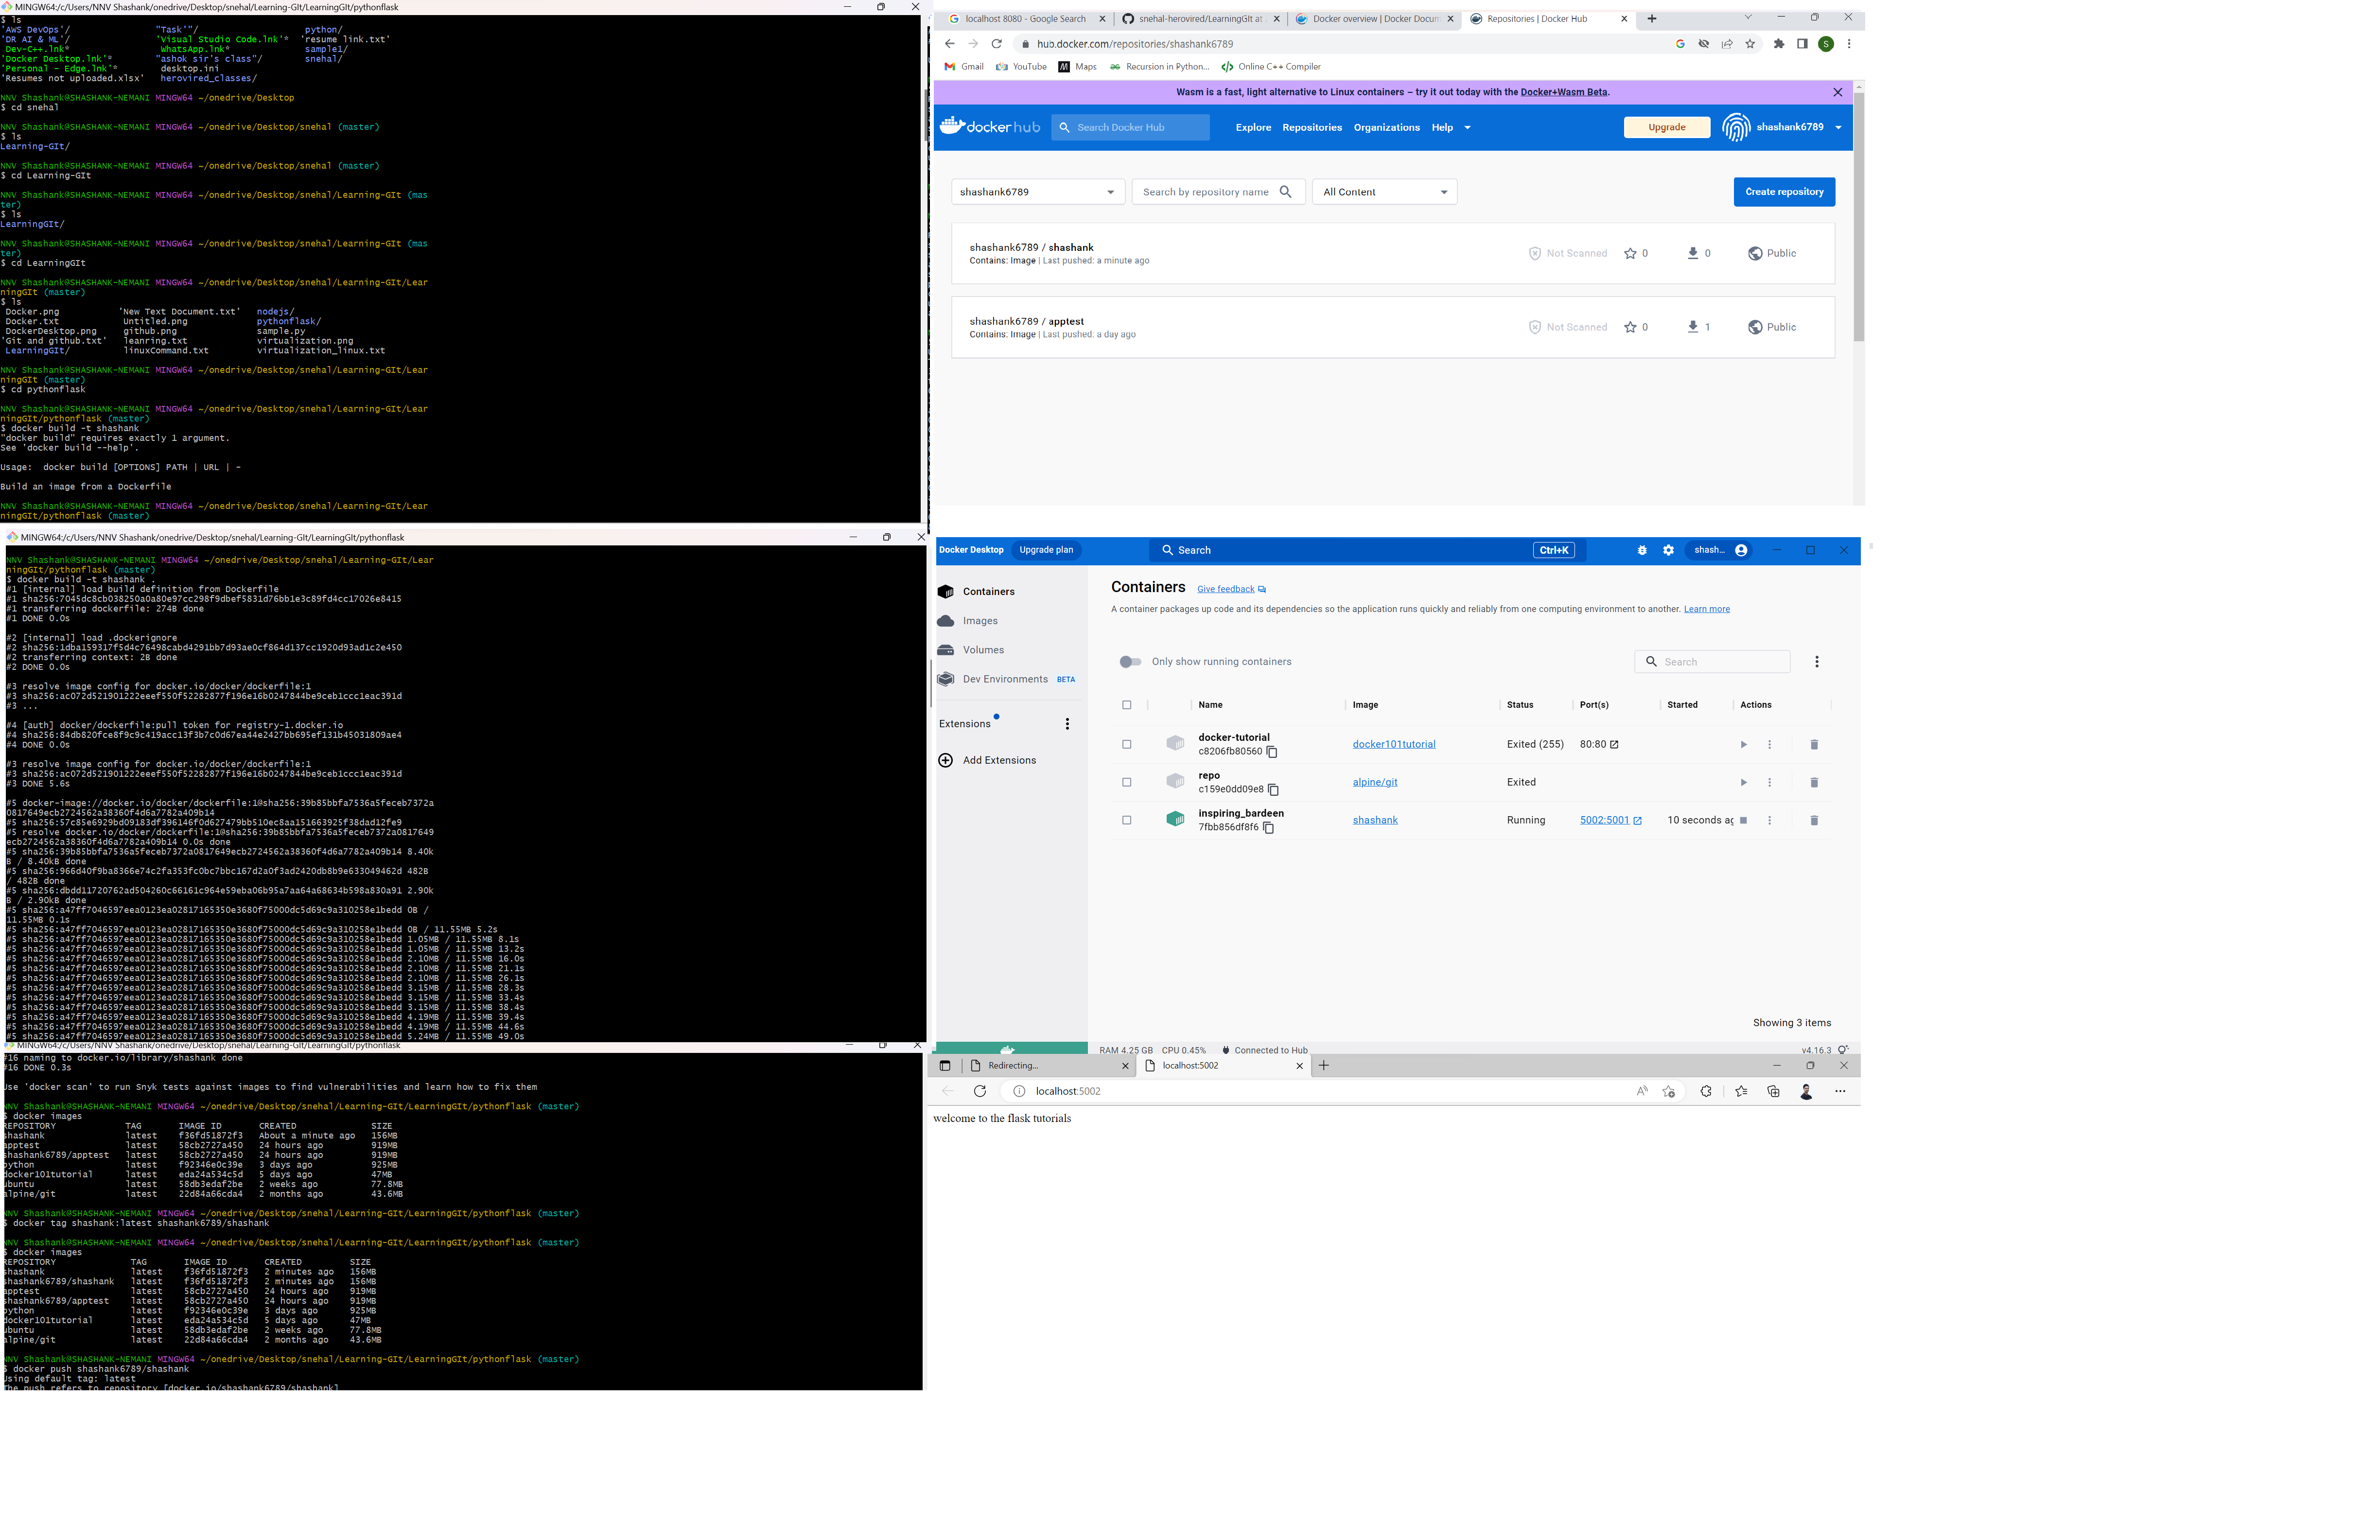 MINGW64:/c/Users/NNV Shashank/onedrive/Desktop/snehal/Learning-GIt/LearningGIt/pythonflask
$ ls
'AWS DevOps'/ "Task'"/ python/
'DR AI & ML'/ 'Visual Studio Code.lnk'* 'resume link.txt'
Dev-C++.lnk* WhatsApp.lnk* sample1/
'Docker Desktop.lnk'* "ashok sir's class"/ snehal/
'Personal - Edge.lnk'* desktop.ini
'Resumes not uploaded.xlsx' herovired_classes/
NNV Shashank@SHASHANK-NEMANI MINGW64 ~/onedrive/Desktop
$ cd snehal
NNV Shashank@SHASHANK-NEMANI MINGW64 ~/onedrive/Desktop/snehal (master)
$ ls
Learning-GIt/
NNV Shashank@SHASHANK-NEMANI MINGW64 ~/onedrive/Desktop/snehal (master)
$ cd Learning-GIt
NNV Shashank@SHASHANK-NEMANI MINGW64 ~/onedrive/Desktop/snehal/Learning-GIt (mas
ter)
$ ls
LearningGIt/
NNV Shashank@SHASHANK-NEMANI MINGW64 ~/onedrive/Desktop/snehal/Learning-GIt (mas
ter)
$ cd LearningGIt
NNV Shashank@SHASHANK-NEMANI MINGW64 ~/onedrive/Desktop/snehal/Learning-GIt/Lear
ningGIt (master)
$ ls
Docker.png 'New Text Document.txt' nodejs/
Docker.txt Untitled.png pythonflask/
DockerDesktop.png github.png sample.py
'Git and github.txt' leanring.txt virtualization.png
LearningGIt/ linuxCommand.txt virtualization_linux.txt
NNV Shashank@SHASHANK-NEMANI MINGW64 ~/onedrive/Desktop/snehal/Learning-GIt/Lear
ningGIt (master)
$ cd pythonflask
NNV Shashank@SHASHANK-NEMANI MINGW64 ~/onedrive/Desktop/snehal/Learning-GIt/Lear
ningGIt/pythonflask (master)
$ docker build -t shashank
"docker build" requires exactly 1 argument.
See 'docker build --help'.
Usage: docker build [OPTIONS] PATH | URL | -
Build an image from a Dockerfile
NNV Shashank@SHASHANK-NEMANI MINGW64 ~/onedrive/Desktop/snehal/Learning-GIt/Lear
ningGIt/pythonflask (master)
MINGW64:/c/Users/NNV Shashank/onedrive/Desktop/snehal/Learning-GIt/LearningGIt/pythonflask
NNV Shashank@SHASHANK-NEMANI MINGW64 ~/onedrive/Desktop/snehal/Learning-GIt/Lear
ningGIt/pythonflask (master)
$ docker build -t shashank .
#1 [internal] load build definition from Dockerfile
#1 sha256:7045dc8cb038250a0a80e97cc298f9dbef5831d76bb1e3c89fd4cc17026e8415
#1 transferring dockerfile: 274B done
#1 DONE 0.0s
#2 [internal] load .dockerignore
#2 sha256:1dba159317f5d4c76498cabd4291bb7d93ae0cf864d137cc1920d93ad1c2e450
#2 transferring context: 2B done
#2 DONE 0.0s
#3 resolve image config for docker.io/docker/dockerfile:1
#3 sha256:ac072d521901222eeef550f52282877f196e16b0247844be9ceb1ccc1eac391d
#3 ...
#4 [auth] docker/dockerfile:pull token for registry-1.docker.io
#4 sha256:84db820fce8f9c9c419acc13f3b7c0d67ea44e2427bb695ef131b45031809ae4
#4 DONE 0.0s
#3 resolve image config for docker.io/docker/dockerfile:1
#3 sha256:ac072d521901222eeef550f52282877f196e16b0247844be9ceb1ccc1eac391d
#3 DONE 5.6s
#5 docker-image://docker.io/docker/dockerfile:1@sha256:39b85bbfa7536a5feceb7372a
0817649ecb2724562a38360f4d6a7782a409b14
#5 sha256:57c85e6929bd09183df396146f0d627479bb510ec8aa151663925f38dad12fe9
#5 resolve docker.io/docker/dockerfile:1@sha256:39b85bbfa7536a5feceb7372a0817649
ecb2724562a38360f4d6a7782a409b14 0.0s done
#5 sha256:39b85bbfa7536a5feceb7372a0817649ecb2724562a38360f4d6a7782a409b14 8.40k
B / 8.40kB done
#5 sha256:966d40f9ba8366e74c2fa353fc0bc7bbc167d2a0f3ad2420db8b9e633049462d 482B
/ 482B done
#5 sha256:dbdd11720762ad504260c66161c964e59eba06b95a7aa64a68634b598a830a91 2.90k
B / 2.90kB done
#5 sha256:a47ff7046597eea0123ea02817165350e3680f75000dc5d69c9a310258e1bedd 0B /
11.55MB 0.1s
#5 sha256:a47ff7046597eea0123ea02817165350e3680f75000dc5d69c9a310258e1bedd 0B / 11.55MB 5.2s
#5 sha256:a47ff7046597eea0123ea02817165350e3680f75000dc5d69c9a310258e1bedd 1.05MB / 11.55MB 8.1s
#5 sha256:a47ff7046597eea0123ea02817165350e3680f75000dc5d69c9a310258e1bedd 1.05MB / 11.55MB 13.2s
#5 sha256:a47ff7046597eea0123ea02817165350e3680f75000dc5d69c9a310258e1bedd 2.10MB / 11.55MB 16.0s
#5 sha256:a47ff7046597eea0123ea02817165350e3680f75000dc5d69c9a310258e1bedd 2.10MB / 11.55MB 21.1s
#5 sha256:a47ff7046597eea0123ea02817165350e3680f75000dc5d69c9a310258e1bedd 2.10MB / 11.55MB 26.1s
#5 sha256:a47ff7046597eea0123ea02817165350e3680f75000dc5d69c9a310258e1bedd 3.15MB / 11.55MB 28.3s
#5 sha256:a47ff7046597eea0123ea02817165350e3680f75000dc5d69c9a310258e1bedd 3.15MB / 11.55MB 33.4s
#5 sha256:a47ff7046597eea0123ea02817165350e3680f75000dc5d69c9a310258e1bedd 3.15MB / 11.55MB 38.4s
#5 sha256:a47ff7046597eea0123ea02817165350e3680f75000dc5d69c9a310258e1bedd 4.19MB / 11.55MB 39.4s
#5 sha256:a47ff7046597eea0123ea02817165350e3680f75000dc5d69c9a310258e1bedd 4.19MB / 11.55MB 44.6s
#5 sha256:a47ff7046597eea0123ea02817165350e3680f75000dc5d69c9a310258e1bedd 5.24MB / 11.55MB 49.0s
MINGW64:/c/Users/NNV Shashank/onedrive/Desktop/snehal/Learning-GIt/LearningGIt/pythonflask
#16 naming to docker.io/library/shashank done
#16 DONE 0.3s
Use 'docker scan' to run Snyk tests against images to find vulnerabilities and learn how to fix them
NNV Shashank@SHASHANK-NEMANI MINGW64 ~/onedrive/Desktop/snehal/Learning-GIt/LearningGIt/pythonflask (master)
$ docker images
REPOSITORY TAG IMAGE ID CREATED SIZE
shashank latest f36fd51872f3 About a minute ago 156MB
apptest latest 58cb2727a450 24 hours ago 919MB
shashank6789/apptest latest 58cb2727a450 24 hours ago 919MB
python latest f92346e0c39e 3 days ago 925MB
docker101tutorial latest eda24a534c5d 5 days ago 47MB
ubuntu latest 58db3edaf2be 2 weeks ago 77.8MB
alpine/git latest 22d84a66cda4 2 months ago 43.6MB
NNV Shashank@SHASHANK-NEMANI MINGW64 ~/onedrive/Desktop/snehal/Learning-GIt/LearningGIt/pythonflask (master)
$ docker tag shashank:latest shashank6789/shashank
NNV Shashank@SHASHANK-NEMANI MINGW64 ~/onedrive/Desktop/snehal/Learning-GIt/LearningGIt/pythonflask (master)
$ docker images
REPOSITORY TAG IMAGE ID CREATED SIZE
shashank latest f36fd51872f3 2 minutes ago 156MB
shashank6789/shashank latest f36fd51872f3 2 minutes ago 156MB
apptest latest 58cb2727a450 24 hours ago 919MB
shashank6789/apptest latest 58cb2727a450 24 hours ago 919MB
python latest f92346e0c39e 3 days ago 925MB
docker101tutorial latest eda24a534c5d 5 days ago 47MB
ubuntu latest 58db3edaf2be 2 weeks ago 77.8MB
alpine/git latest 22d84a66cda4 2 months ago 43.6MB
NNV Shashank@SHASHANK-NEMANI MINGW64 ~/onedrive/Desktop/snehal/Learning-GIt/LearningGIt/pythonflask (master)
$ docker push shashank6789/shashank
Using default tag: latest
The push refers to repository [docker.io/shashank6789/shashank]
localhost 8080 - Google Search snehal-herovired/LearningGIt at Docker overview | Docker Docum Repositories | Docker Hub
hub.docker.com/repositories/shashank6789 S
Gmail YouTube Maps Recursion in Python... Online C++ Compiler
Wasm is a fast, light alternative to Linux containers – try it out today with the Docker+Wasm Beta.
dockerhub Search Docker Hub Explore Repositories Organizations Help Upgrade shashank6789
shashank6789 Search by repository name All Content Create repository
shashank6789 / shashank
Contains: Image | Last pushed: a minute ago
Not Scanned 0 0 Public
shashank6789 / apptest
Contains: Image | Last pushed: a day ago
Not Scanned 0 1 Public
Docker Desktop Upgrade plan Search Ctrl+K shash...
Containers
Images
Volumes
Dev Environments BETA
Extensions
Add Extensions
Containers Give feedback
A container packages up code and its dependencies so the application runs quickly and reliably from one computing environment to another. Learn more
Only show running containers Search
Name Image Status Port(s) Started Actions
docker-tutorial
c8206fb80560 docker101tutorial Exited (255) 80:80
repo
c159e0dd09e8 alpine/git Exited
inspiring_bardeen
7fbb856df8f6 shashank Running 5002:5001 10 seconds ag
Showing 3 items
RAM 4.25 GB CPU 0.45% Connected to Hub v4.16.3
Redirecting... localhost:5002
localhost:5002
welcome to the flask tutorials